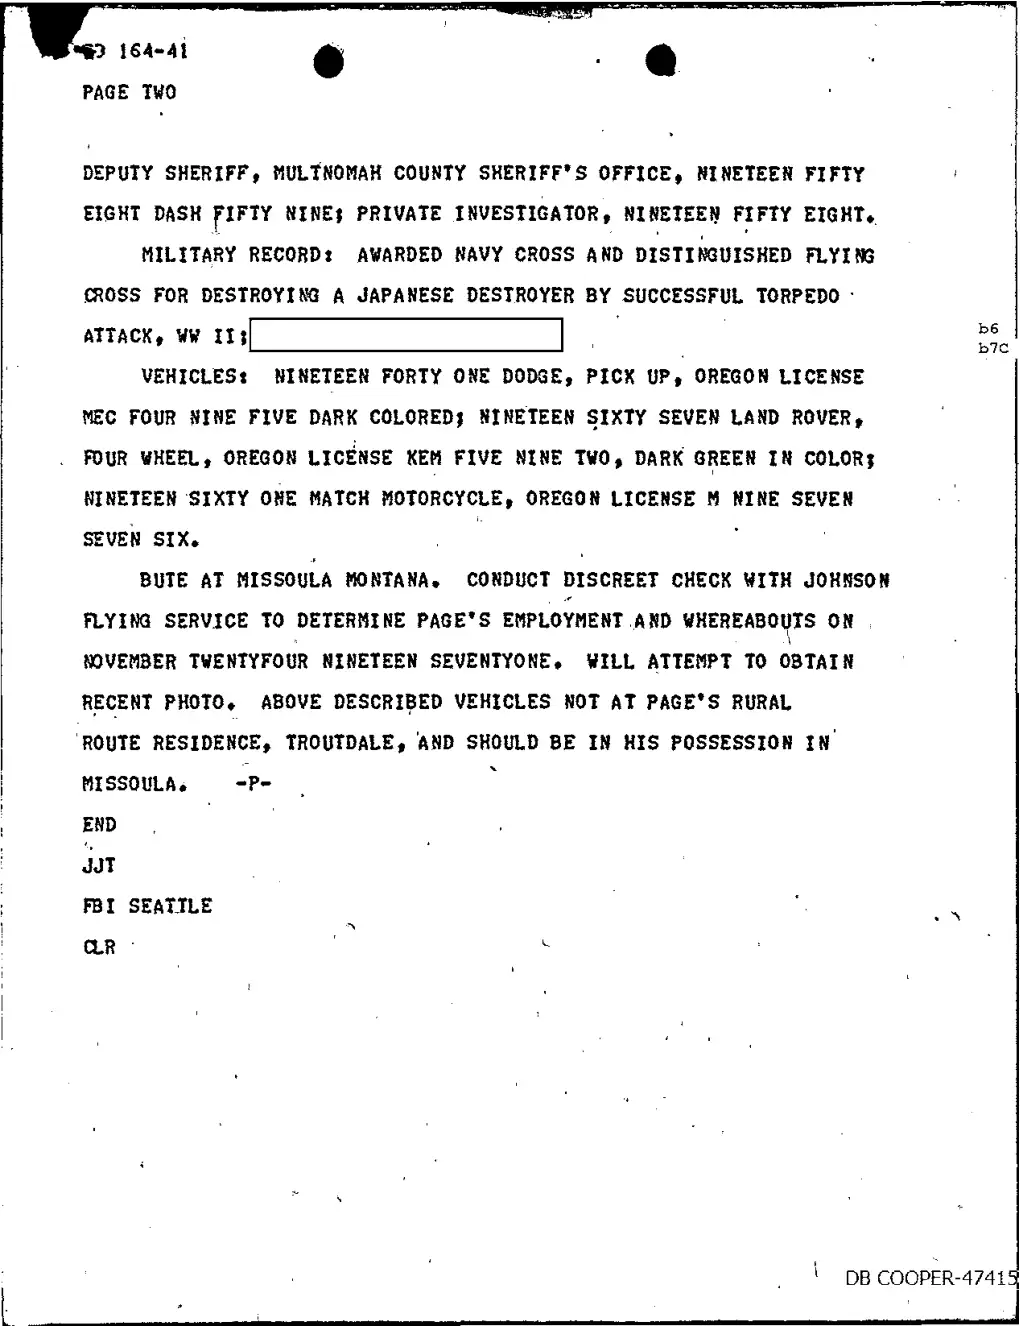 164-41
PAGE TWO
DEPUTY SHERIFF, MULTNOMAH COUNTY SHERIFF'S OFFICE, NINETEEN FIFTY
EIGHT DASH FIFTY NINE; PRIVATE INVESTIGATOR, NINETEEN FIFTY EIGHT.
MILITARY RECORD: AWARDED NAVY CROSS AND DISTINGUISHED FLYING
CROSS FOR DESTROYING A JAPANESE DESTROYER BY SUCCESSFUL TORPEDO
ATTACK, WW II;
b6
b7C
VEHICLES: NINETEEN FORTY ONE DODGE, PICK UP, OREGON LICENSE
MEC FOUR NINE FIVE DARK COLORED; NINETEEN SIXTY SEVEN LAND ROVER,
FOUR WHEEL, OREGON LICENSE KEM FIVE NINE TWO, DARK GREEN IN COLOR;
NINETEEN SIXTY ONE MATCH MOTORCYCLE, OREGON LICENSE M NINE SEVEN
SEVEN SIX.
BUTE AT MISSOULA MONTANA. CONDUCT DISCREET CHECK WITH JOHNSON
FLYING SERVICE TO DETERMINE PAGE'S EMPLOYMENT AND WHEREABOUTS ON
NOVEMBER TWENTYFOUR NINETEEN SEVENTYONE. WILL ATTEMPT TO OBTAIN
RECENT PHOTO. ABOVE DESCRIBED VEHICLES NOT AT PAGE'S RURAL
ROUTE RESIDENCE, TROUTDALE, AND SHOULD BE IN HIS POSSESSION IN
MISSOULA. -P-
END
JJT
FBI SEATTLE
CLR
DB COOPER-47415